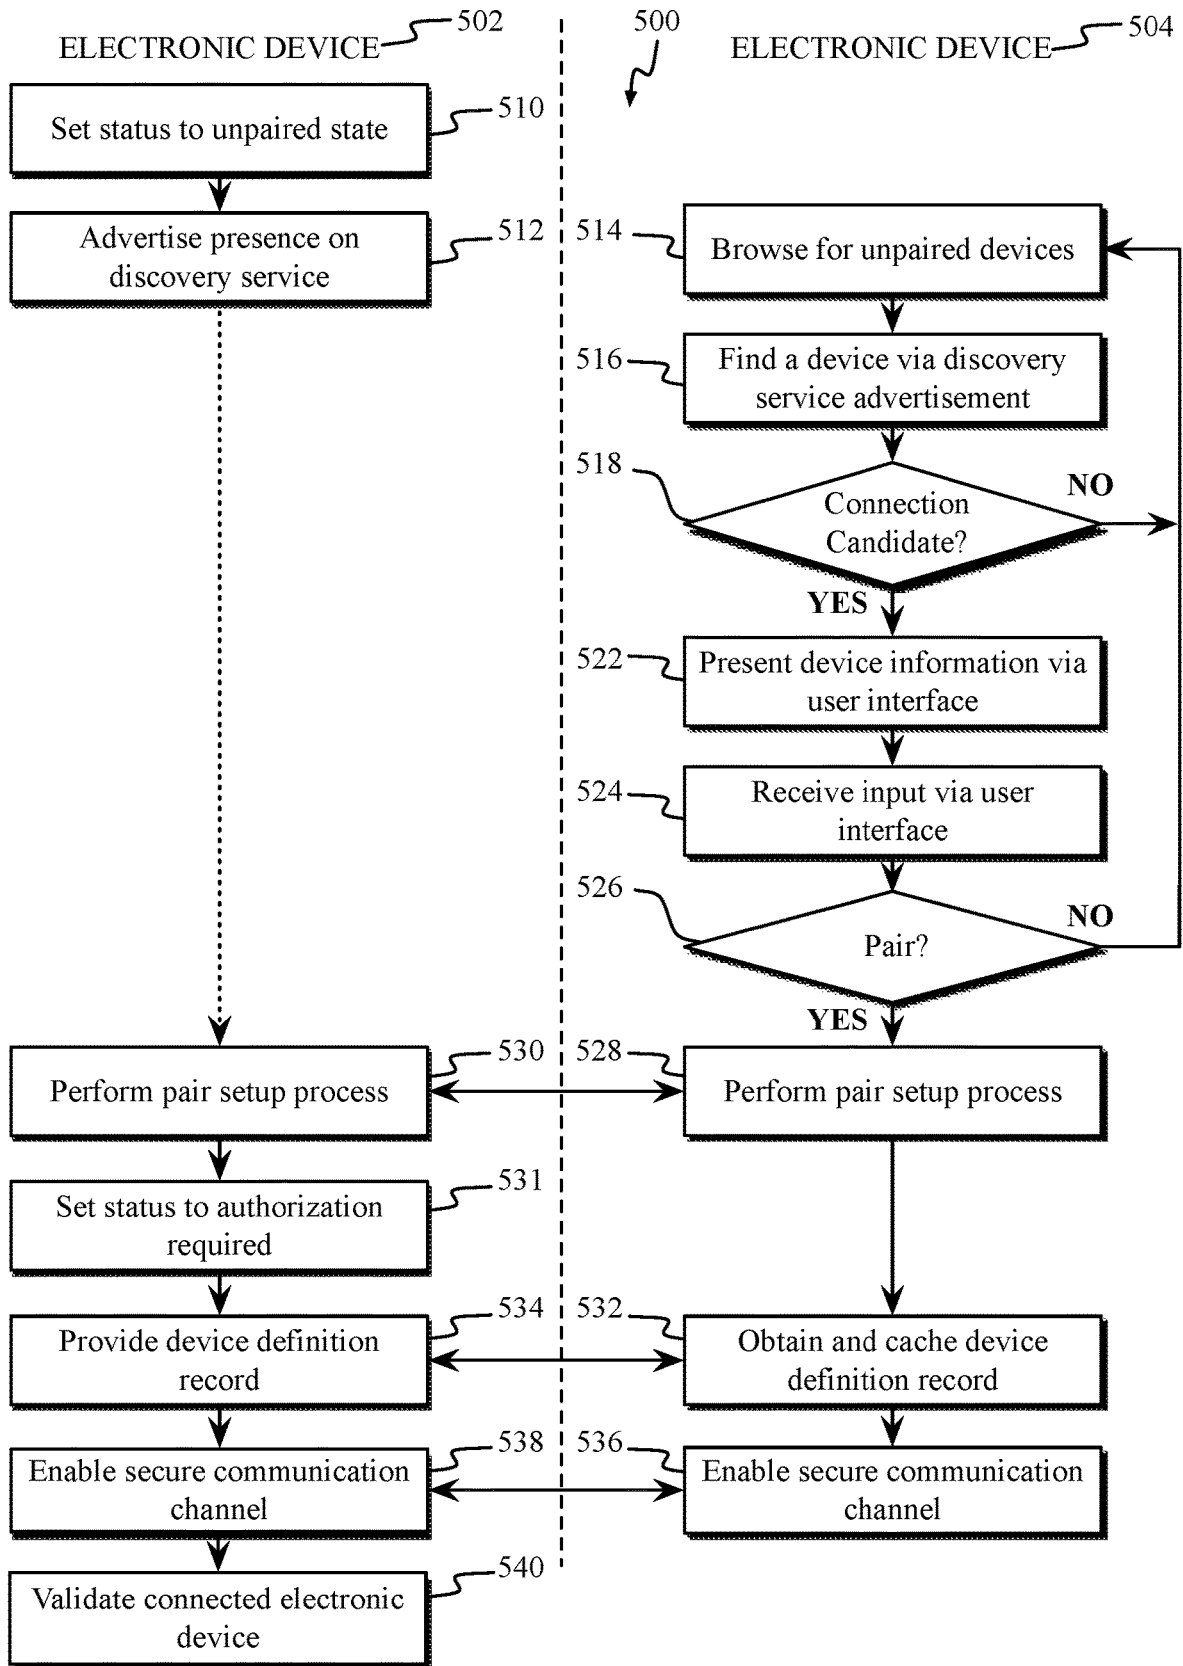 502
ELECTRONIC DEVICE
500
504
ELECTRONIC DEVICE
510
Set status to unpaired state
512
Advertise presence on
discovery service
514
Browse for unpaired devices
516
Find a device via discovery
service advertisement
518
Connection
Candidate?
NO
YES
522
Present device information via
user interface
524
Receive input via user
interface
526
Pair?
NO
YES
530
Perform pair setup process
528
Perform pair setup process
531
Set status to authorization
required
534
Provide device definition
record
532
Obtain and cache device
definition record
538
Enable secure communication
channel
536
Enable secure communication
channel
540
Validate connected electronic
device